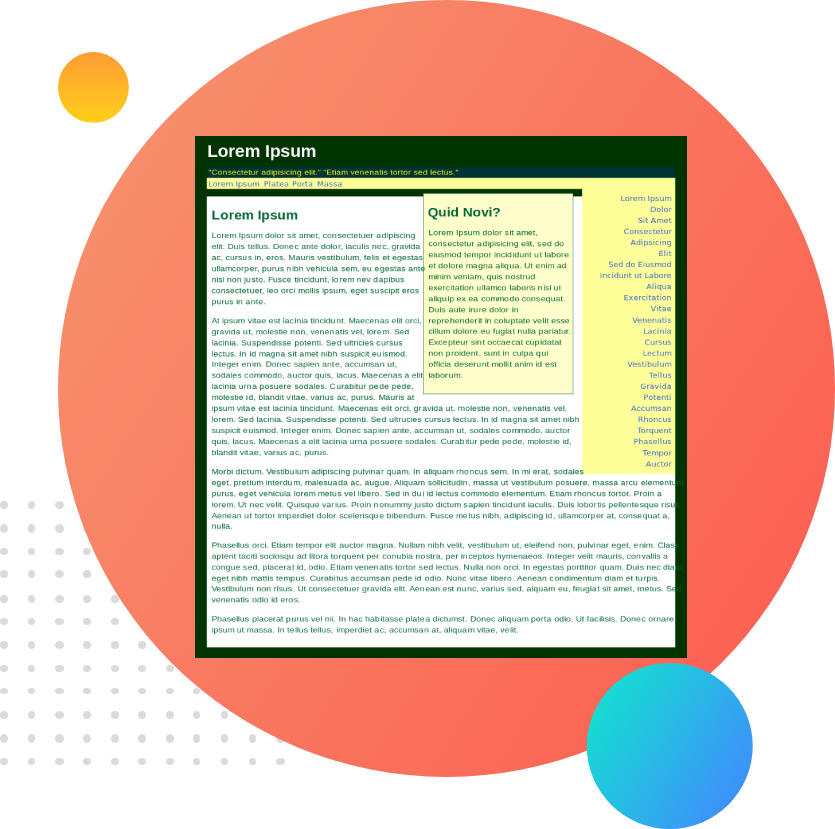 Lorem Ipsum
"Consectetur adipisicing elit." "Etiam venenatis tortor sed lectus."
Lorem Ipsum Platea Porta Massa
Lorem Ipsum
Lorem Ipsum dolor sit amet, consectetuer adipiscing
elit. Duis tellus. Donec ante dolor, iaculis nec, gravida
ac, cursus in, eros. Mauris vestibulum, felis et egestas
ullamcorper, purus nibh vehicula sem, eu egestas ante
nisl non justo. Fusce tincidunt, lorem nev dapibus
consectetuer, leo orci mollis ipsum, eget suscipit eros
purus in ante.
At ipsum vitae est lacinia tincidunt. Maecenas elit orci,
gravida ut, molestie non, venenatis vel, lorem. Sed
lacinia. Suspendisse potenti. Sed ultricies cursus
lectus. In id magna sit amet nibh suscipit euismod.
Integer enim. Donec sapien ante, accumsan ut,
sodales commodo, auctor quis, lacus. Maecenas a elit
lacinia urna posuere sodales. Curabitur pede pede,
molestie id, blandit vitae, varius ac, purus. Mauris at
ipsum vitae est lacinia tincidunt. Maecenas elit orci, gravida ut, molestie non, venenatis vel,
lorem. Sed lacinia. Suspendisse potenti. Sed ultrucies cursus lectus. In id magna sit amet nibh
suscipit euismod. Integer enim. Donec sapien ante, accumsan ut, sodales commodo, auctor
quis, lacus. Maecenas a elit lacinia urna posuere sodales. Curabitur pede pede, molestie id,
blandit vitae, varius ac, purus.
Morbi dictum. Vestibulum adipiscing pulvinar quam. In aliquam rhoncus sem. In mi erat, sodales
eget, pretium interdum, malesuada ac, augue. Aliquam sollicitudin, massa ut vestibulum posuere, massa arcu elementum
purus, eget vehicula lorem metus vel libero. Sed in dui id lectus commodo elementum. Etiam rhoncus tortor. Proin a
lorem. Ut nec velit. Quisque varius. Proin nonummy justo dictum sapien tincidunt iaculis. Duis lobortis pellentesque risus.
Aenean ut tortor imperdiet dolor scelerisque bibendum. Fusce metus nibh, adipiscing id, ullamcorper at, consequat a,
nulla.
Phasellus orci. Etiam tempor elit auctor magna. Nullam nibh velit, vestibulum ut, eleifend non, pulvinar eget, enim. Class
aptent taciti sociosqu ad litora torquent per conubia nostra, per inceptos hymenaeos. Integer velit mauris, convallis a
congue sed, placerat id, odio. Etiam venenatis tortor sed lectus. Nulla non orci. In egestas porttitor quam. Duis nec diam
eget nibh mattis tempus. Curabitus accumsan pede id odio. Nunc vitae libero. Aenean condimentum diam et turpis.
Vestibulum non risus. Ut consectetuer gravida elit. Aenean est nunc, varius sed, alquam eu, feugiat sit amet, metus. Sed
venenatis odio id eros.
Phasellus placerat purus vel mi. In hac habitasse platea dictumst. Donec aliquam porta odio. Ut facilisis. Donec ornare
ipsum ut massa. In tellus tellus, imperdiet ac, accumsan at, aliquam vitae, velit.
Quid Novi?
Lorem Ipsum dolor sit amet,
consectetur adipisicing elit, sed do
eiusmod tempor incididunt ut labore
et dolore magna aliqua. Ut enim ad
minim veniam, quis nostrud
exercitation ullamco laboris nisi ut
aliquip ex ea commodo consequat.
Duis aute irure dolor in
reprehenderit in coluptate velit esse
cillum dolore eu fugiat nulla pariatur.
Excepteur sint occaecat cupidatat
non proident, sunt in culpa qui
officia deserunt mollit anim id est
laborum.
Lorem Ipsum
Dolor
Sit Amet
Consectetur
Adipsicing
Elit
Sed do Eiusmod
Incidunt ut Labore
Aliqua
Exercitation
Vitae
Venenatis
Lacinia
Cursus
Lectum
Vestibulum
Tellus
Gravida
Potenti
Accumsan
Rhoncus
Torquent
Phasellus
Tempor
Auctor